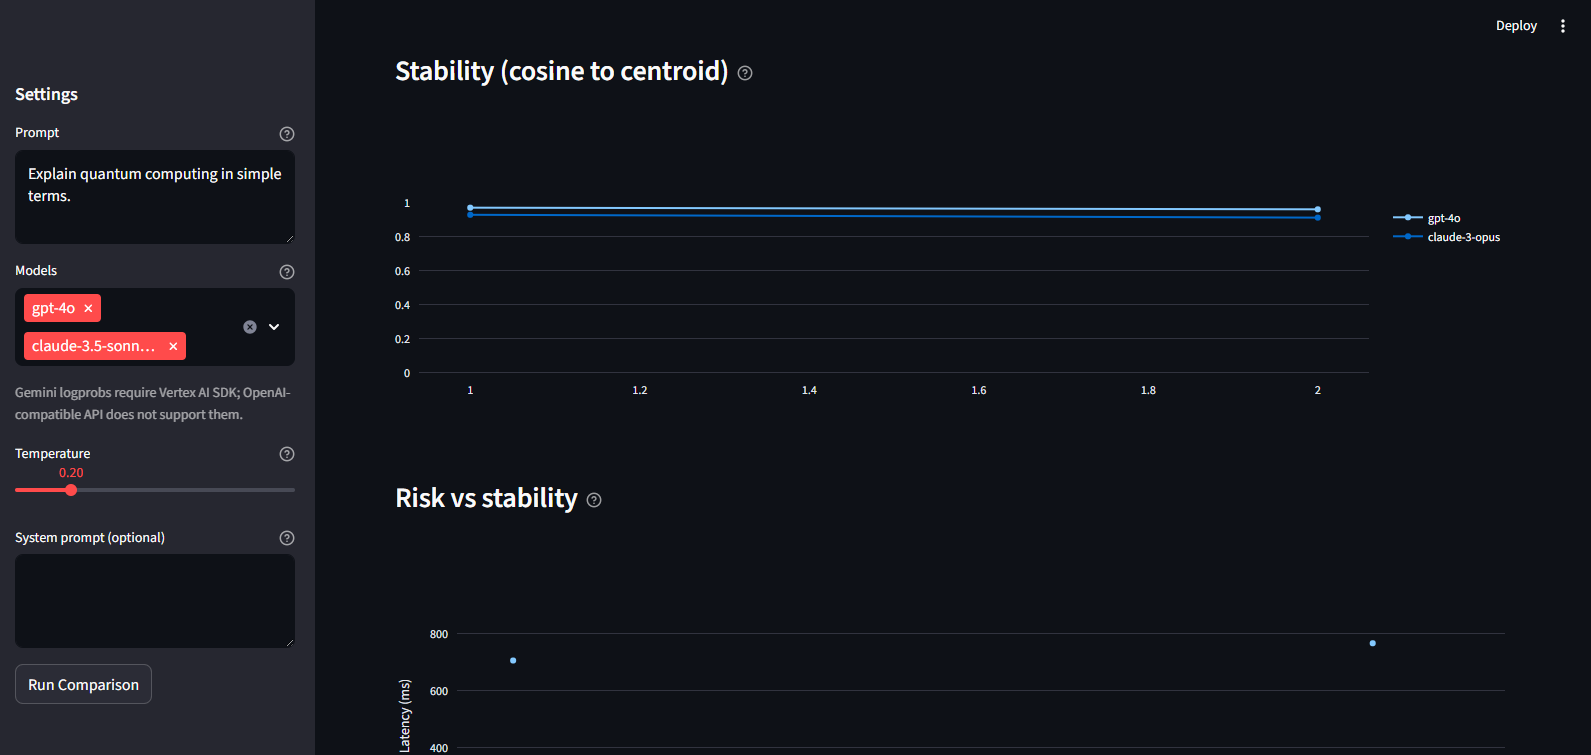 Deploy
Settings
Prompt
Explain quantum computing in simple
terms.
Models
gpt-4o ×
claude-3.5-sonn... ×
Gemini logprobs require Vertex AI SDK; OpenAI-
compatible API does not support them.
Temperature
0.20
System prompt (optional)
Run Comparison
Stability (cosine to centroid)
1
0.8
0.6
0.4
0.2
0
1 1.2 1.4 1.6 1.8 2
gpt-4o
claude-3-opus
Risk vs stability
800
600
400
Latency (ms)